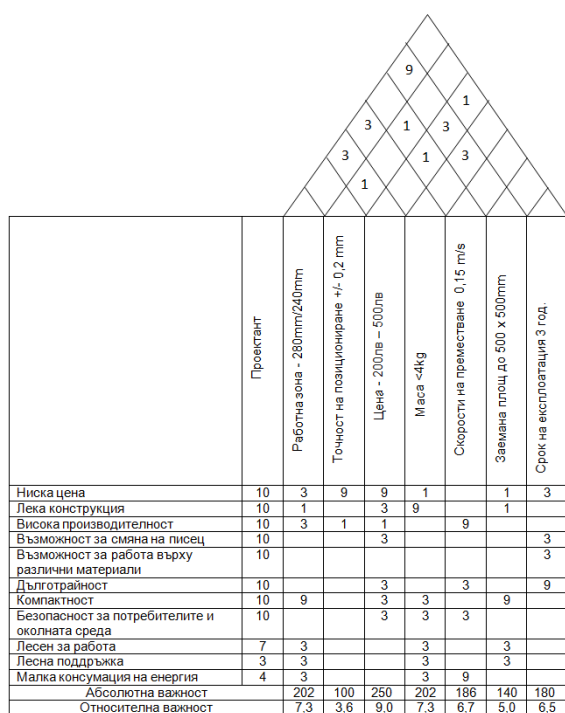 9
1
3 1 3
3 1 3
1
Проектант
Работна зона - 280mm/240mm
Точност на позициониране +/- 0,2 mm
Цена - 200лв – 500лв
Маса <4kg
Скорости на преместване 0,15 m/s
Заемана площ до 500 x 500mm
Срок на експлоатация 3 год.
Ниска цена 10 3 9 9 1 1 3
Лека конструкция 10 1 3 9 1
Висока производителност 10 3 1 1 9
Възможност за смяна на писец 10 3 3
Възможност за работа върху 10 3
различни материали
Дълготрайност 10 3 3 9
Компактност 10 9 3 3 9
Безопасност за потребителите и 10 3 3 3
околната среда
Лесен за работа 7 3 3 3
Лесна поддръжка 3 3 3 3
Малка консумация на енергия 4 3 3 9
Абсолютна важност 202 100 250 202 186 140 180
Относителна важност 7,3 3,6 9,0 7,3 6,7 5,0 6,5